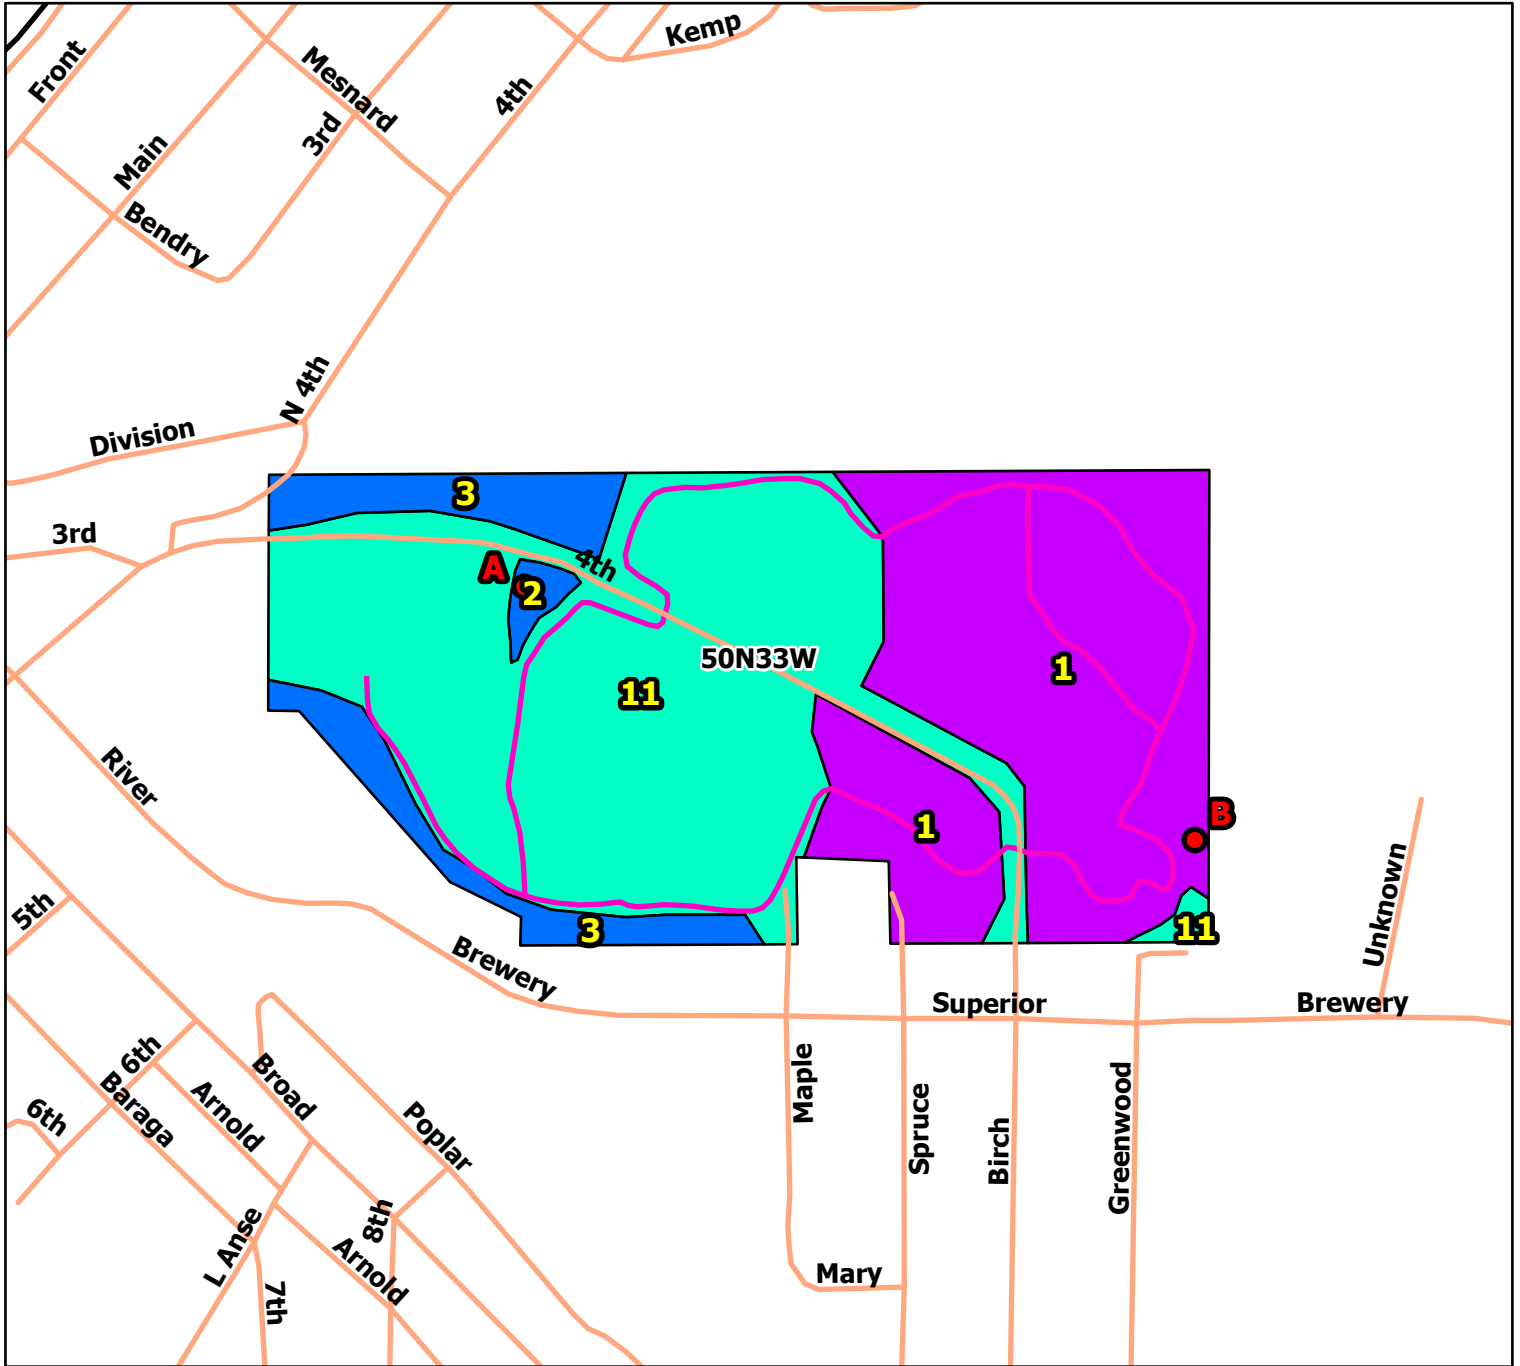 Kemp
Front
Mesnard
4th
3rd
Main
Bendry
N 4th
Division
3
3rd
A
4th
2
50N33W
1
11
River
B
1
Unknown
5th
3
11
Brewery
Superior
Brewery
6th
Broad
Maple
Baraga
Arnold
6th
Poplar
Spruce
Birch
Greenwood
8th
L Anse
Arnold
Mary
7th